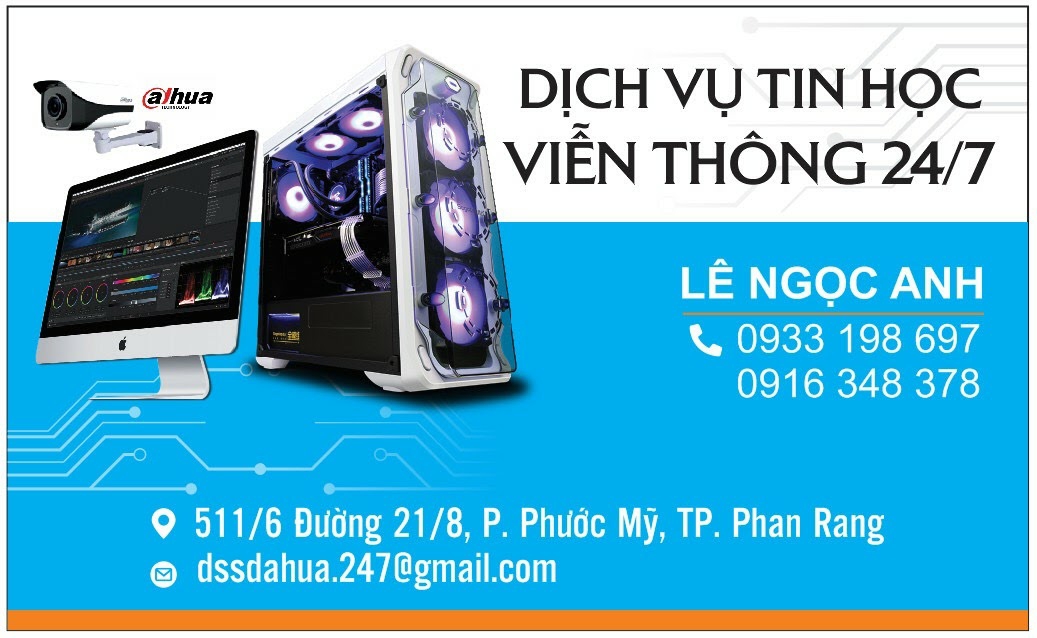 alhua
TECHNOLOGY
DỊCH VỤ TIN HỌC
VIỄN THÔNG 24/7
LÊ NGỌC ANH
0933 198 697
0916 348 378
511/6 Đường 21/8, P. Phước Mỹ, TP. Phan Rang
dssdahua.247@gmail.com